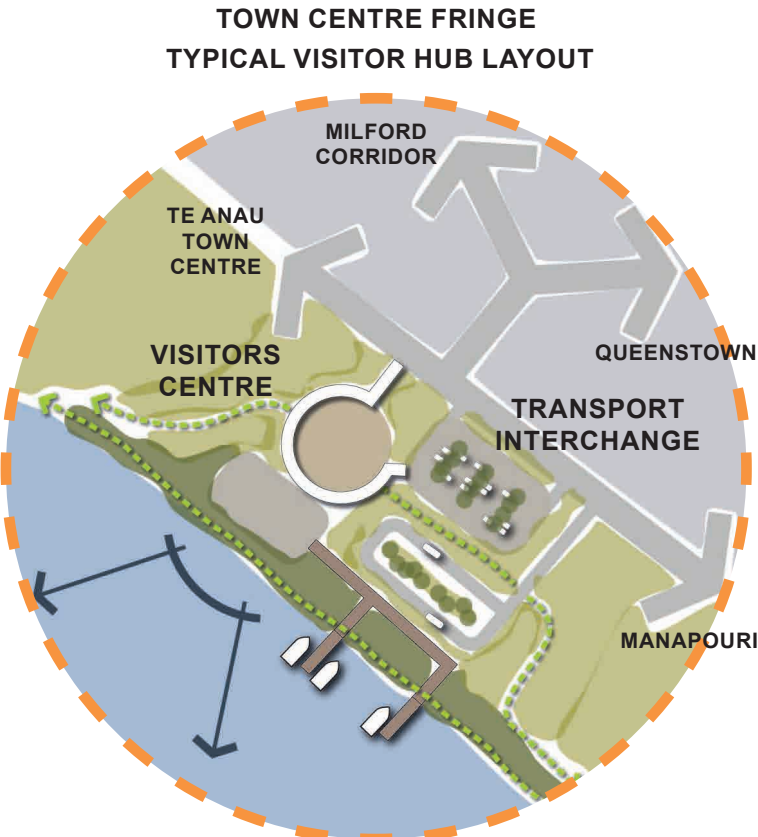 TOWN CENTRE FRINGE
TYPICAL VISITOR HUB LAYOUT
MILFORD
CORRIDOR
TE ANAU
TOWN
CENTRE
VISITORS
CENTRE
QUEENSTOWN
TRANSPORT
INTERCHANGE
MANAPOURI